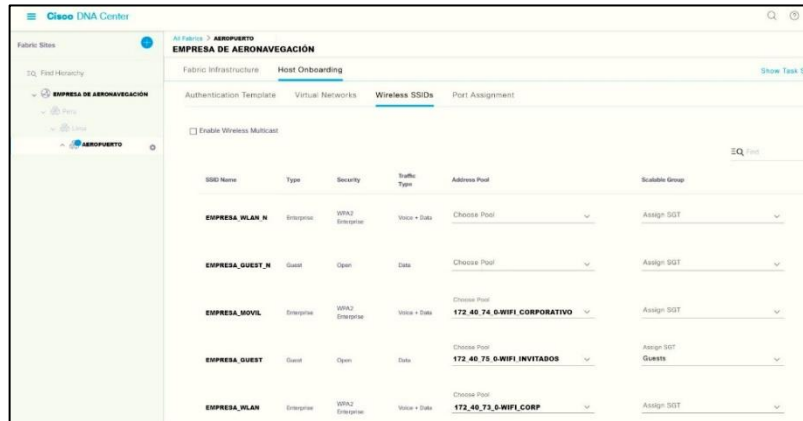 Cisco DNA Center
Fabric Sites
All Fabrics > AEROPUERTO
EMPRESA DE AERONAVEGACIÓN
Find Hierarchy
Fabric Infrastructure Host Onboarding
Show Task S
EMPRESA DE AERONAVEGACIÓN
Peru
Lima
AEROPUERTO
Authentication Template Virtual Networks Wireless SSIDs Port Assignment
Enable Wireless Multicast
Find
SSID Name Type Security Traffic Type Address Pool Scalable Group
EMPRESA_WLAN_N Enterprise WPA2 Enterprise Voice + Data Choose Pool Assign SGT
EMPRESA_GUEST_N Guest Open Data Choose Pool Assign SGT
Choose Pool
EMPRESA_MOVIL Enterprise WPA2 Enterprise Voice + Data 172_40_74_0-WIFI_CORPORATIVO Assign SGT
Choose Pool Assign SGT
EMPRESA_GUEST Guest Open Data 172_40_75_0-WIFI_INVITADOS Guests
Choose Pool
EMPRESA_WLAN Enterprise WPA2 Enterprise Voice + Data 172_40_73_0-WIFI_CORP Assign SGT